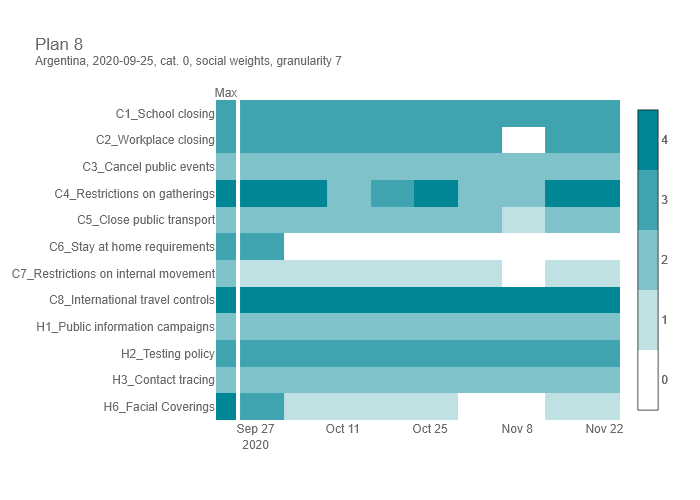 Plan 8
Argentina, 2020-09-25, cat. 0, social weights, granularity 7
Max
C1_School closing
C2_Workplace closing
C3_Cancel public events
C4_Restrictions on gatherings
C5_Close public transport
C6_Stay at home requirements
C7_Restrictions on internal movement
C8_International travel controls
H1_Public information campaigns
H2_Testing policy
H3_Contact tracing
H6_Facial Coverings
Sep 27 Oct 11 Oct 25 Nov 8 Nov 22
2020
4
3
2
1
0